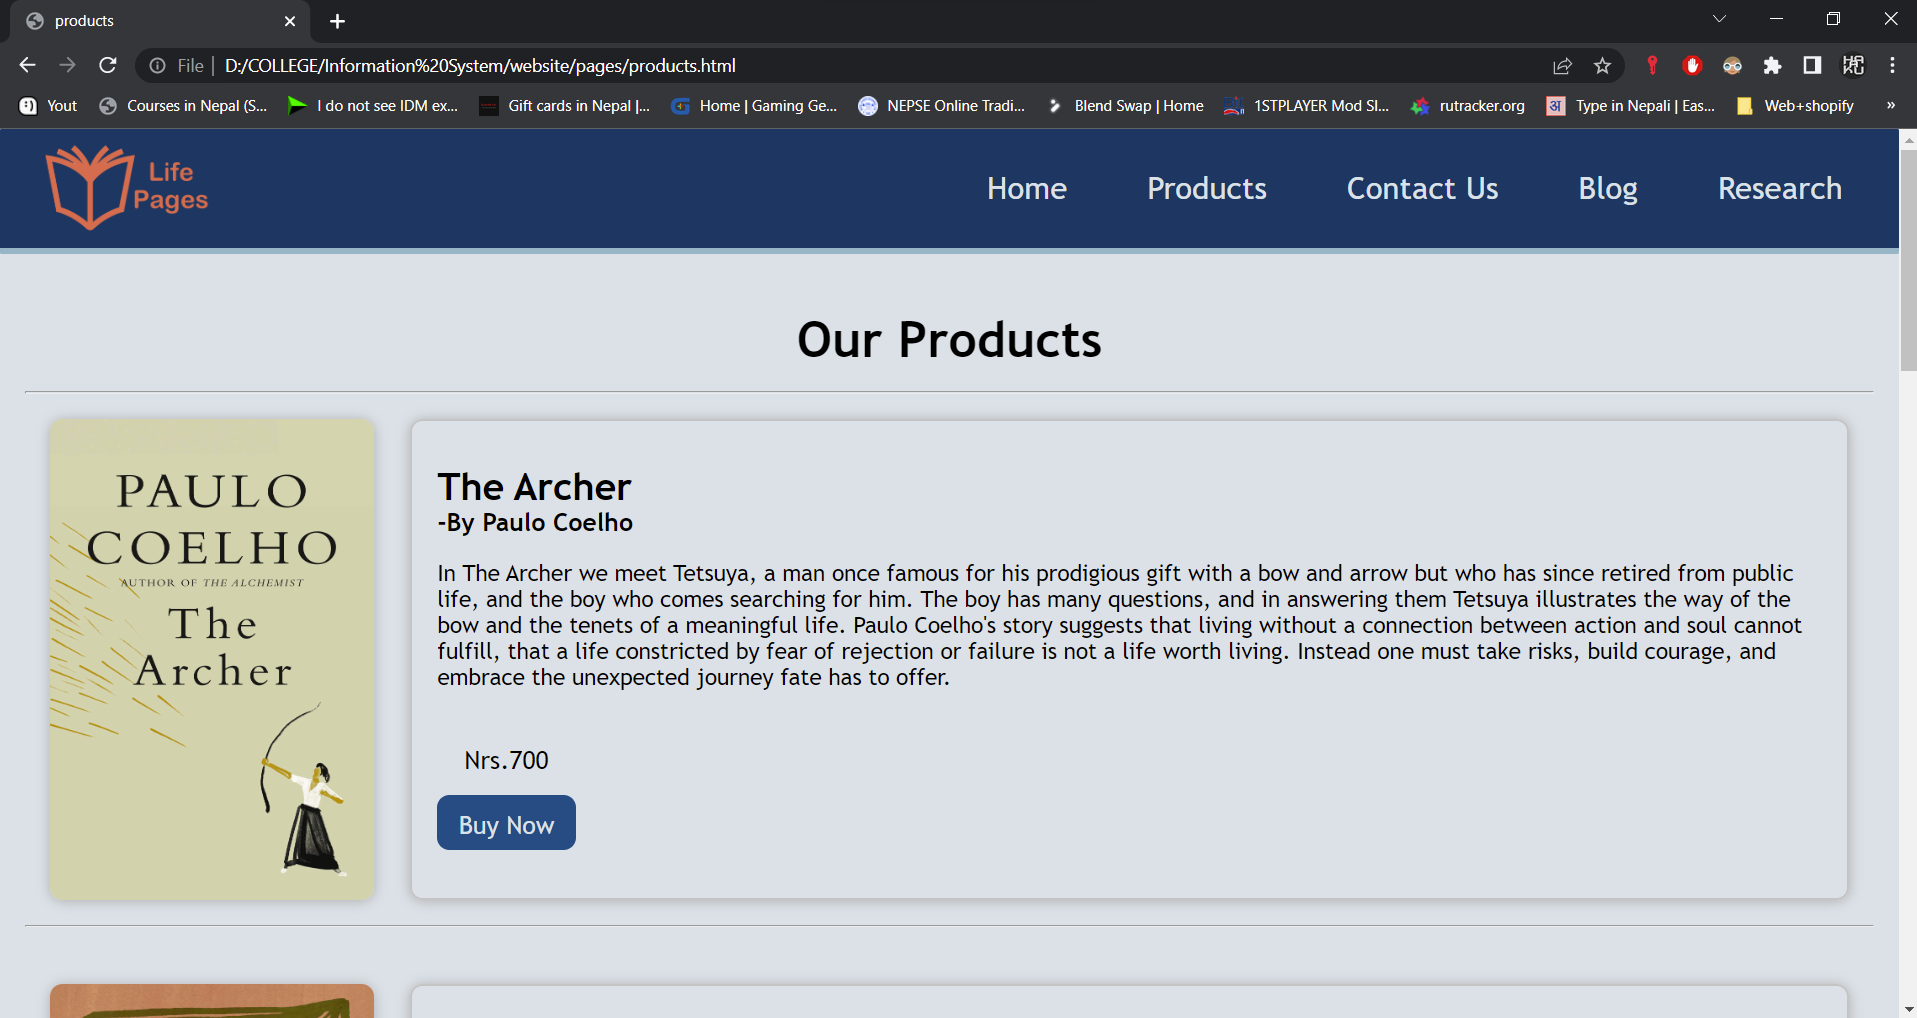 products
File | D:/COLLEGE/Information%20System/website/pages/products.html
Yout
Courses in Nepal (S...
I do not see IDM ex...
Gift cards in Nepal |...
Home | Gaming Ge...
NEPSE Online Tradi...
Blend Swap | Home
1STPLAYER Mod SI...
rutracker.org
अ
Type in Nepali | Eas...
Web+shopify
»
Life
Pages
Home
Products
Contact Us
Blog
Research
Our Products
PAULO
COELHO
AUTHOR OF THE ALCHEMIST
The
Archer
The Archer
-By Paulo Coelho
In The Archer we meet Tetsuya, a man once famous for his prodigious gift with a bow and arrow but who has since retired from public
life, and the boy who comes searching for him. The boy has many questions, and in answering them Tetsuya illustrates the way of the
bow and the tenets of a meaningful life. Paulo Coelho's story suggests that living without a connection between action and soul cannot
fulfill, that a life constricted by fear of rejection or failure is not a life worth living. Instead one must take risks, build courage, and
embrace the unexpected journey fate has to offer.
Nrs.700
Buy Now